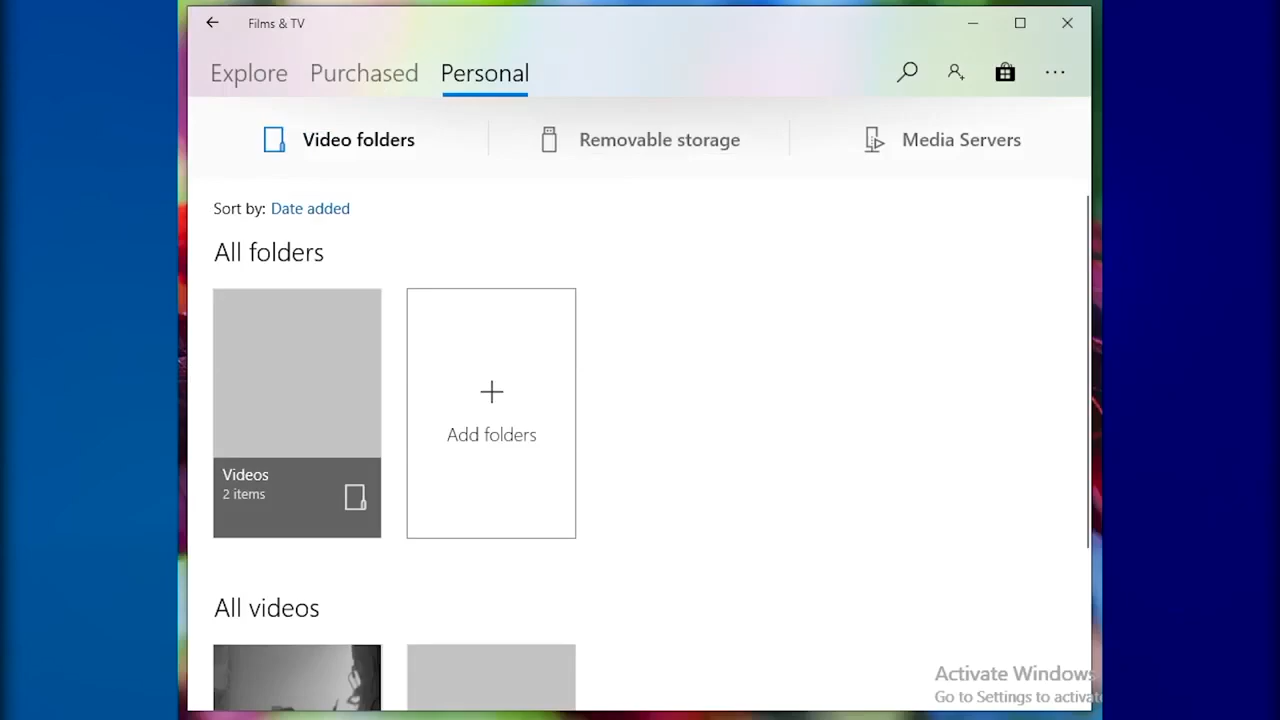 Films & TV
Explore Purchased Personal
Video folders Removable storage Media Servers
Sort by: Date added
All folders
Add folders
Videos
2 items
All videos
Activate Windows
Go to Settings to activate